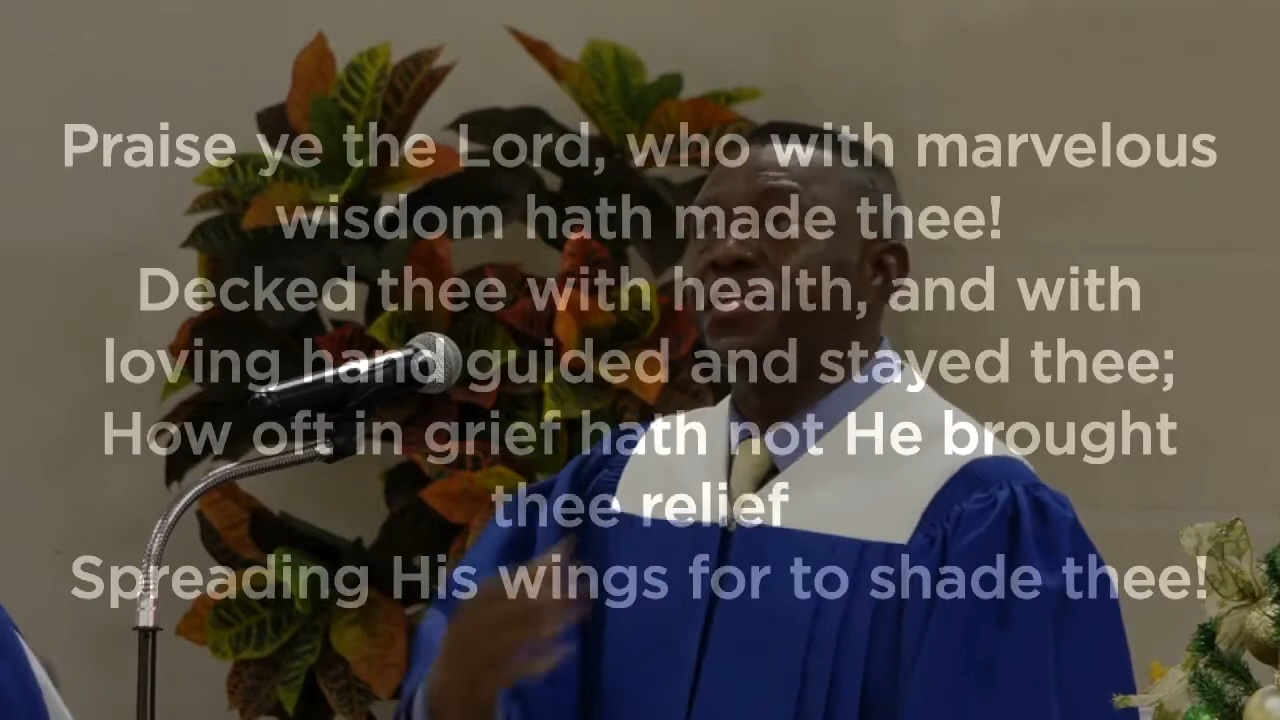 Praise ye the Lord, who with marvelous
wisdom hath made thee!
Decked thee with health, and with
loving hand guided and stayed thee;
How oft in grief hath not He brought
thee relief
Spreading His wings for to shade thee!